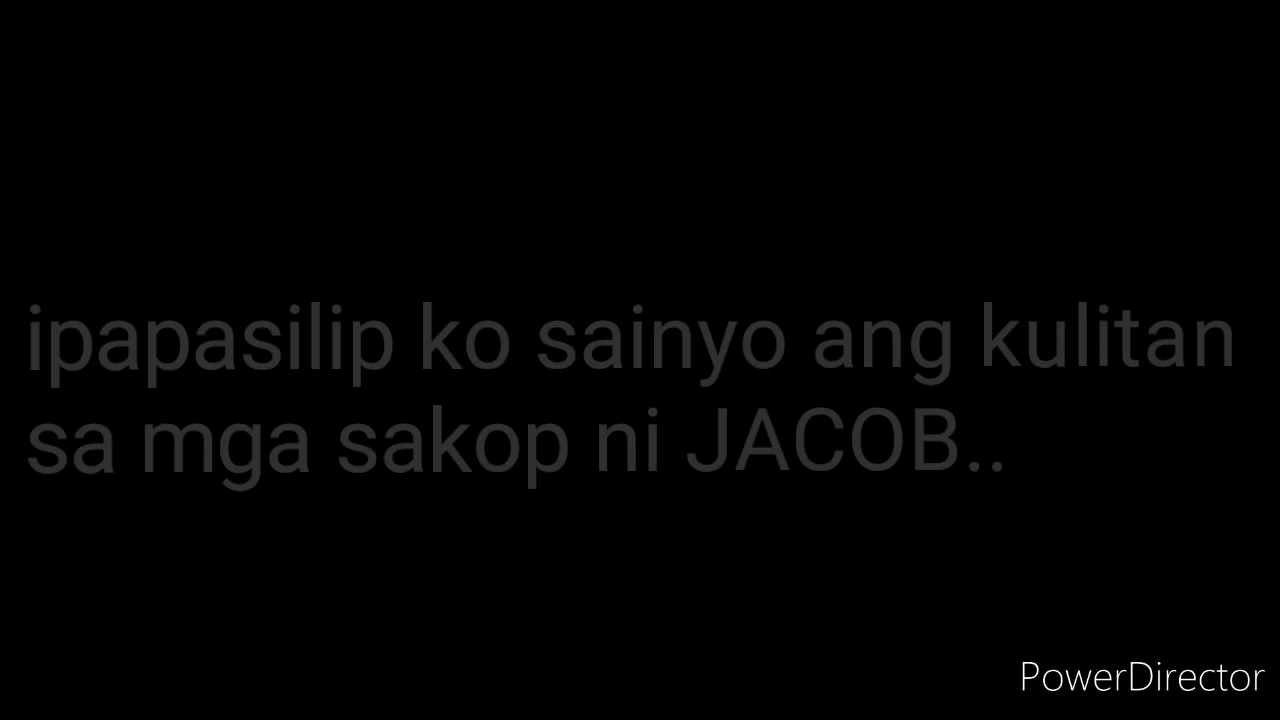 ipapasilip ko sainyo ang kulitan
sa mga sakop ni JACOB..
PowerDirector